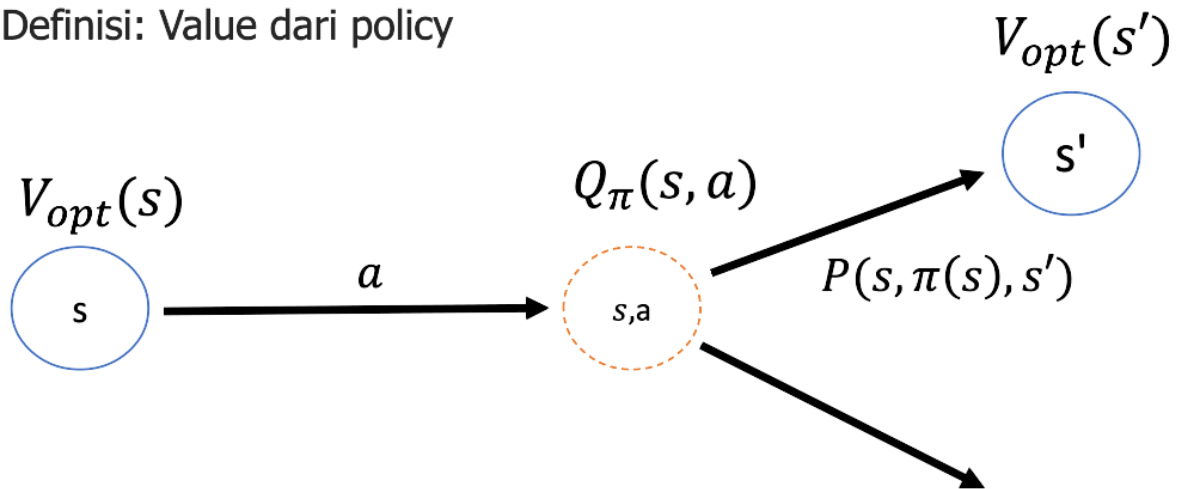 Definisi: Value dari policy
V_opt(s')
s'
V_opt(s)
Q_π(s, a)
a
P(s, π(s), s')
s
s,a